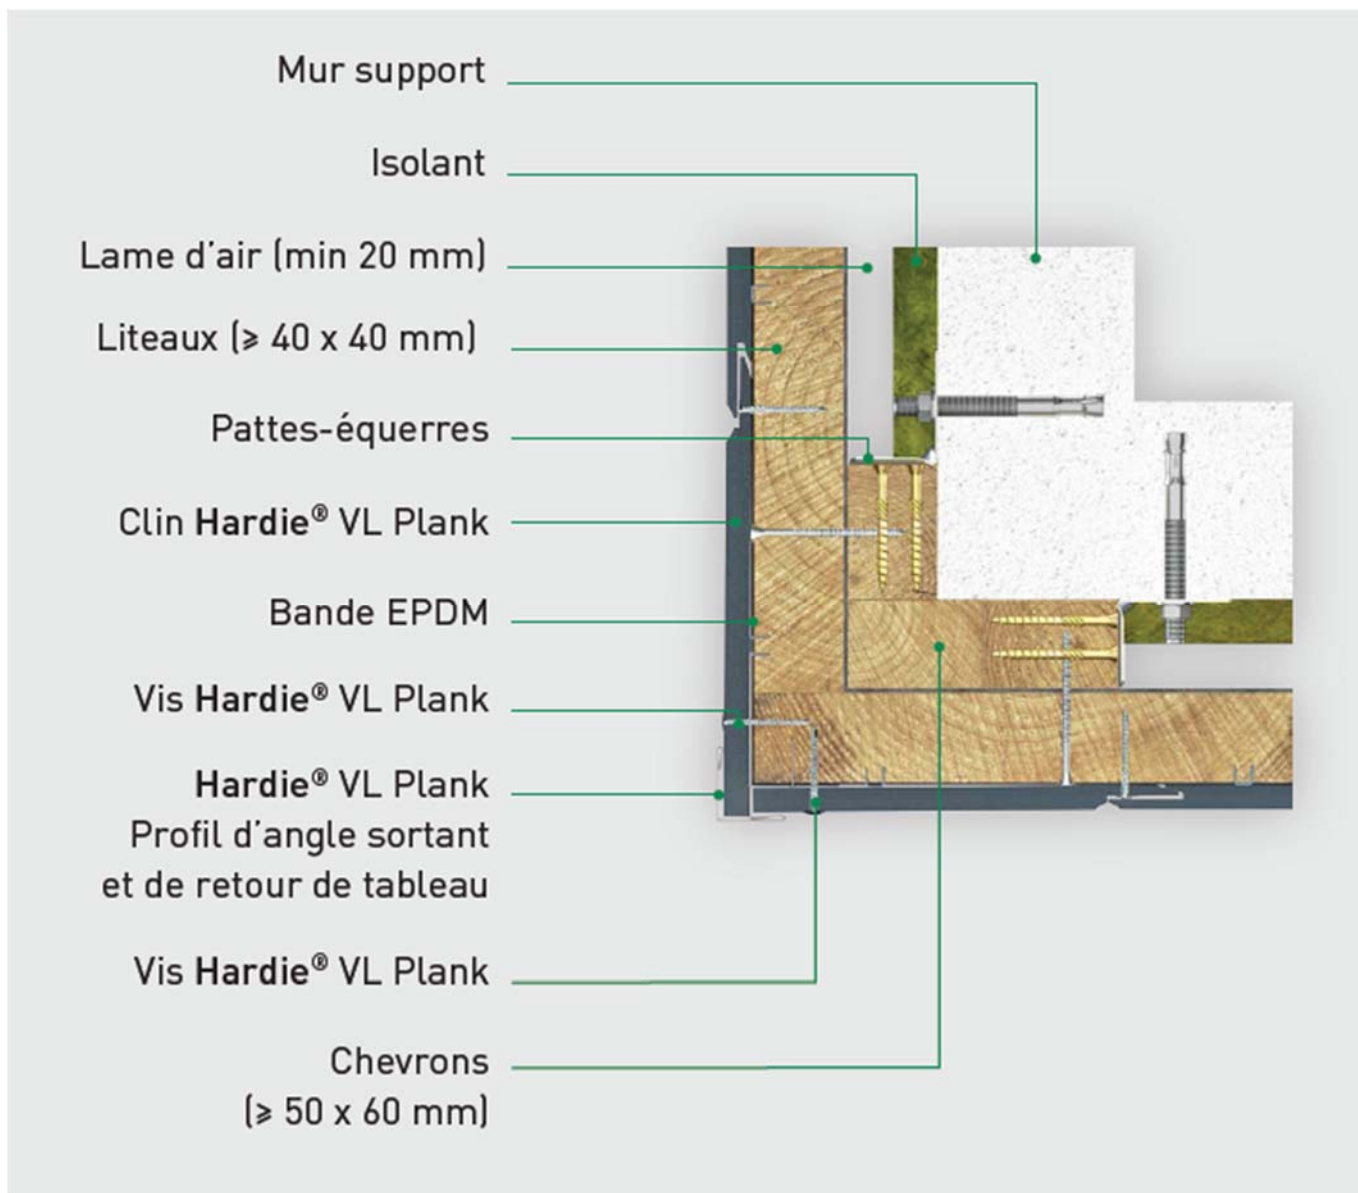 Mur support
Isolant
Lame d'air (min 20 mm)
Liteaux (⩾ 40 x 40 mm)
Pattes-équerres
Clin Hardie® VL Plank
Bande EPDM
Vis Hardie® VL Plank
Hardie® VL Plank
Profil d'angle sortant
et de retour de tableau
Vis Hardie® VL Plank
Chevrons
(⩾ 50 x 60 mm)